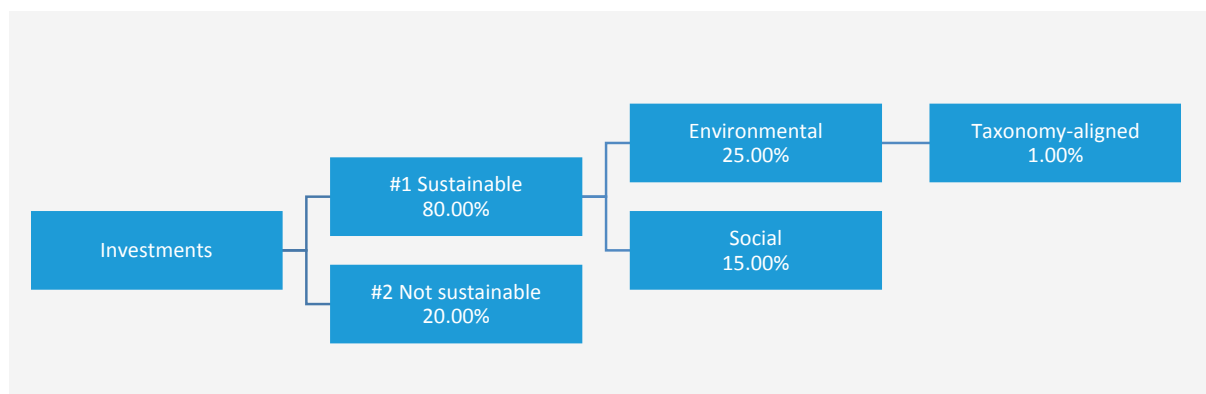 Investments
#1 Sustainable
80.00%
#2 Not sustainable
20.00%
Environmental
25.00%
Social
15.00%
Taxonomy-aligned
1.00%